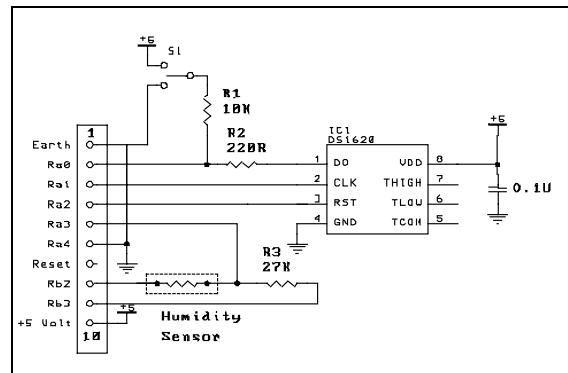 +5
S1
R1
10K
R2
220R
IC1
DS1620
+5
1
Earth
Ra0
Ra1
Ra2
Ra3
Ra4
Reset
Rb2
Rb3
+5 Volt
10
1 DQ VDD 8
2 CLK THIGH 7
3 RST TLOW 6
4 GND TCOM 5
0.1U
R3
27K
+5
Humidity
Sensor